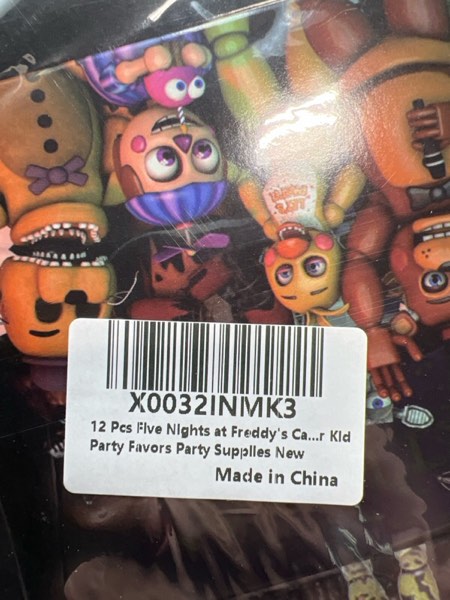 X0032INMK3
12 Pcs Five Nights at Freddy's Ca...r Kid
Party Favors Party Supplies New
Made in China